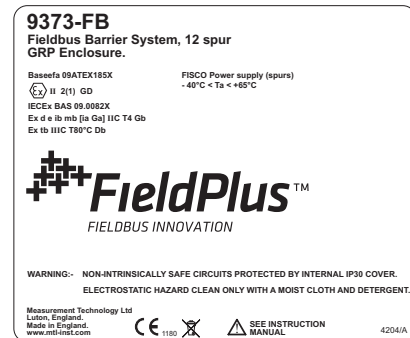 9373-FB
Fieldbus Barrier System, 12 spur
GRP Enclosure.
Baseefa 09ATEX185X
Ex II 2(1) GD
IECEx BAS 09.0082X
Ex d e ib mb [ia Ga] IIC T4 Gb
Ex tb IIIC T80°C Db
FISCO Power supply (spurs)
- 40°C < Ta < +65°C
FieldPlus™
FIELDBUS INNOVATION
WARNING:- NON-INTRINSICALLY SAFE CIRCUITS PROTECTED BY INTERNAL IP30 COVER.
ELECTROSTATIC HAZARD CLEAN ONLY WITH A MOIST CLOTH AND DETERGENT.
Measurement Technology Ltd
Luton, England.
Made in England.
www.mtl-inst.com
CE 1180
SEE INSTRUCTION
MANUAL
4204/A